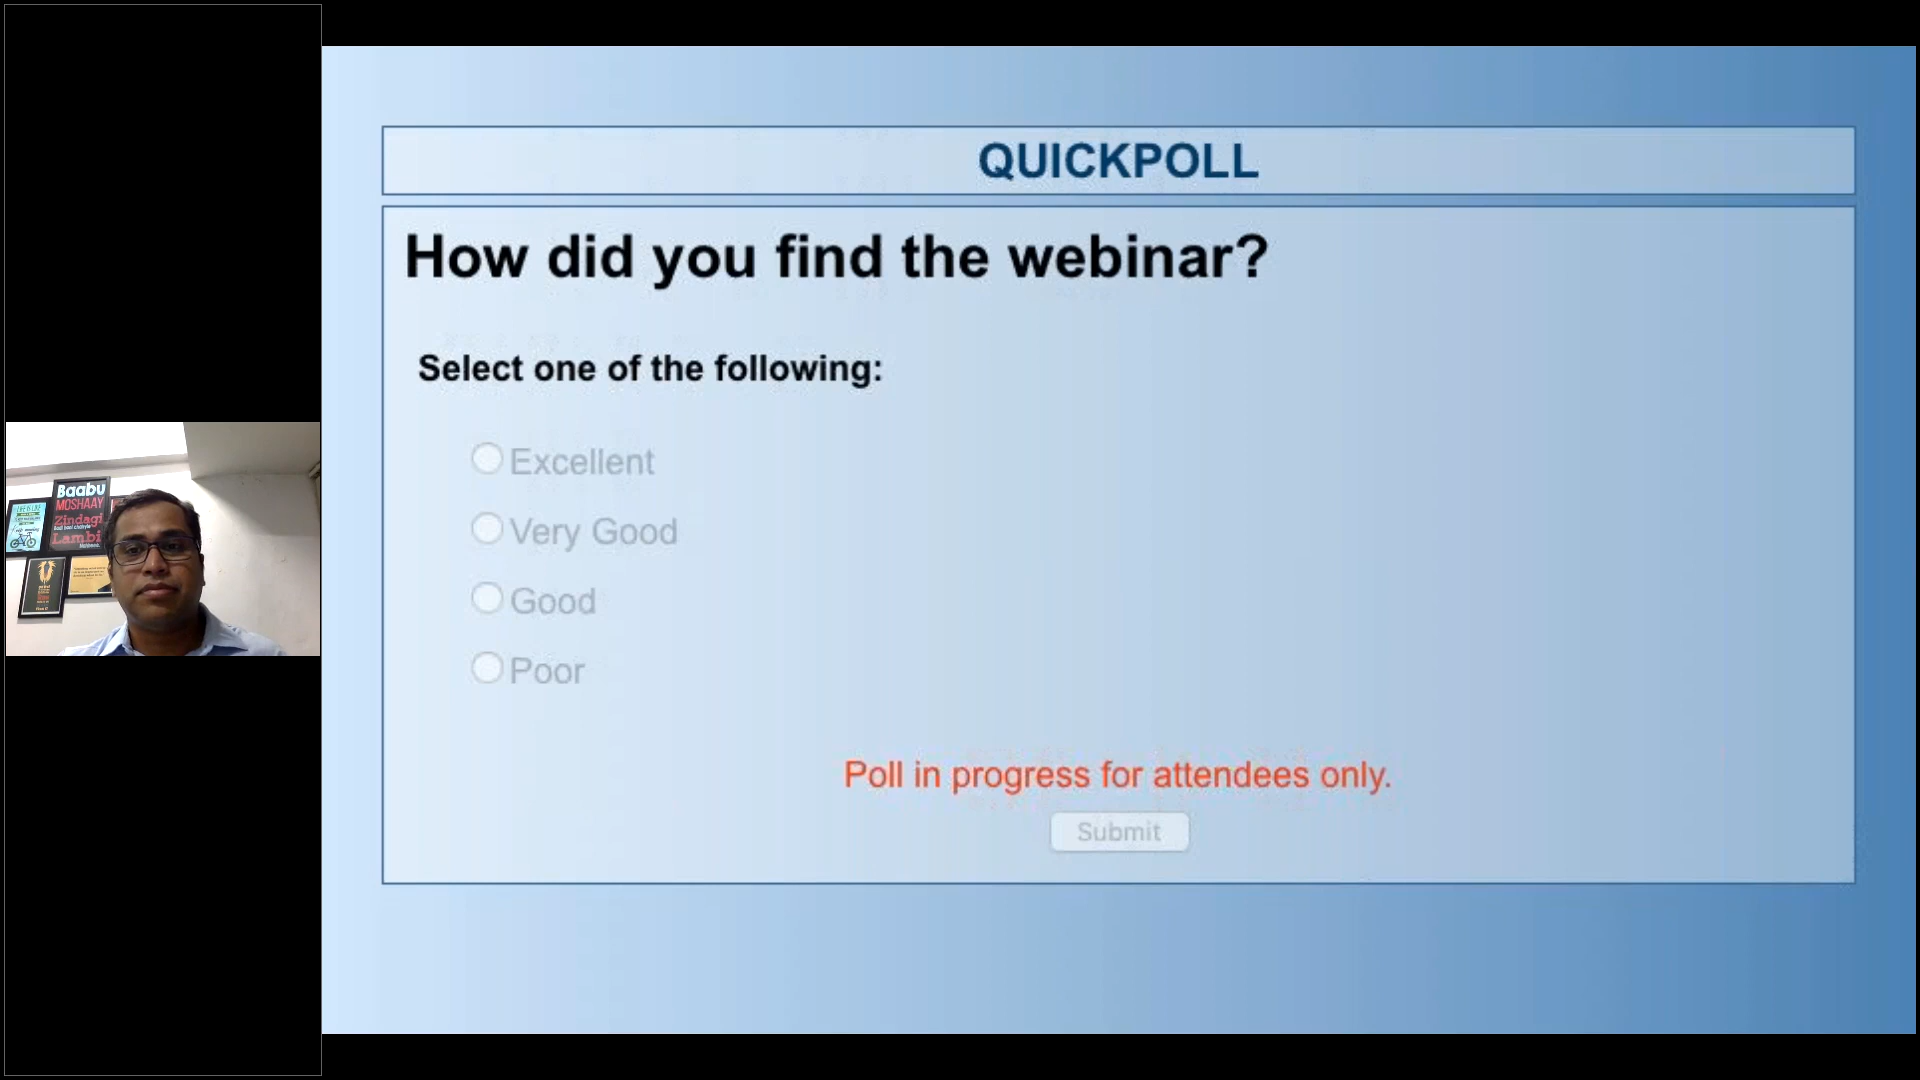 QUICKPOLL
How did you find the webinar?
Select one of the following:
Excellent
Very Good
Good
Poor
Poll in progress for attendees only.
Submit
Baabu
MOSHAAY
Zindagi
Lambi